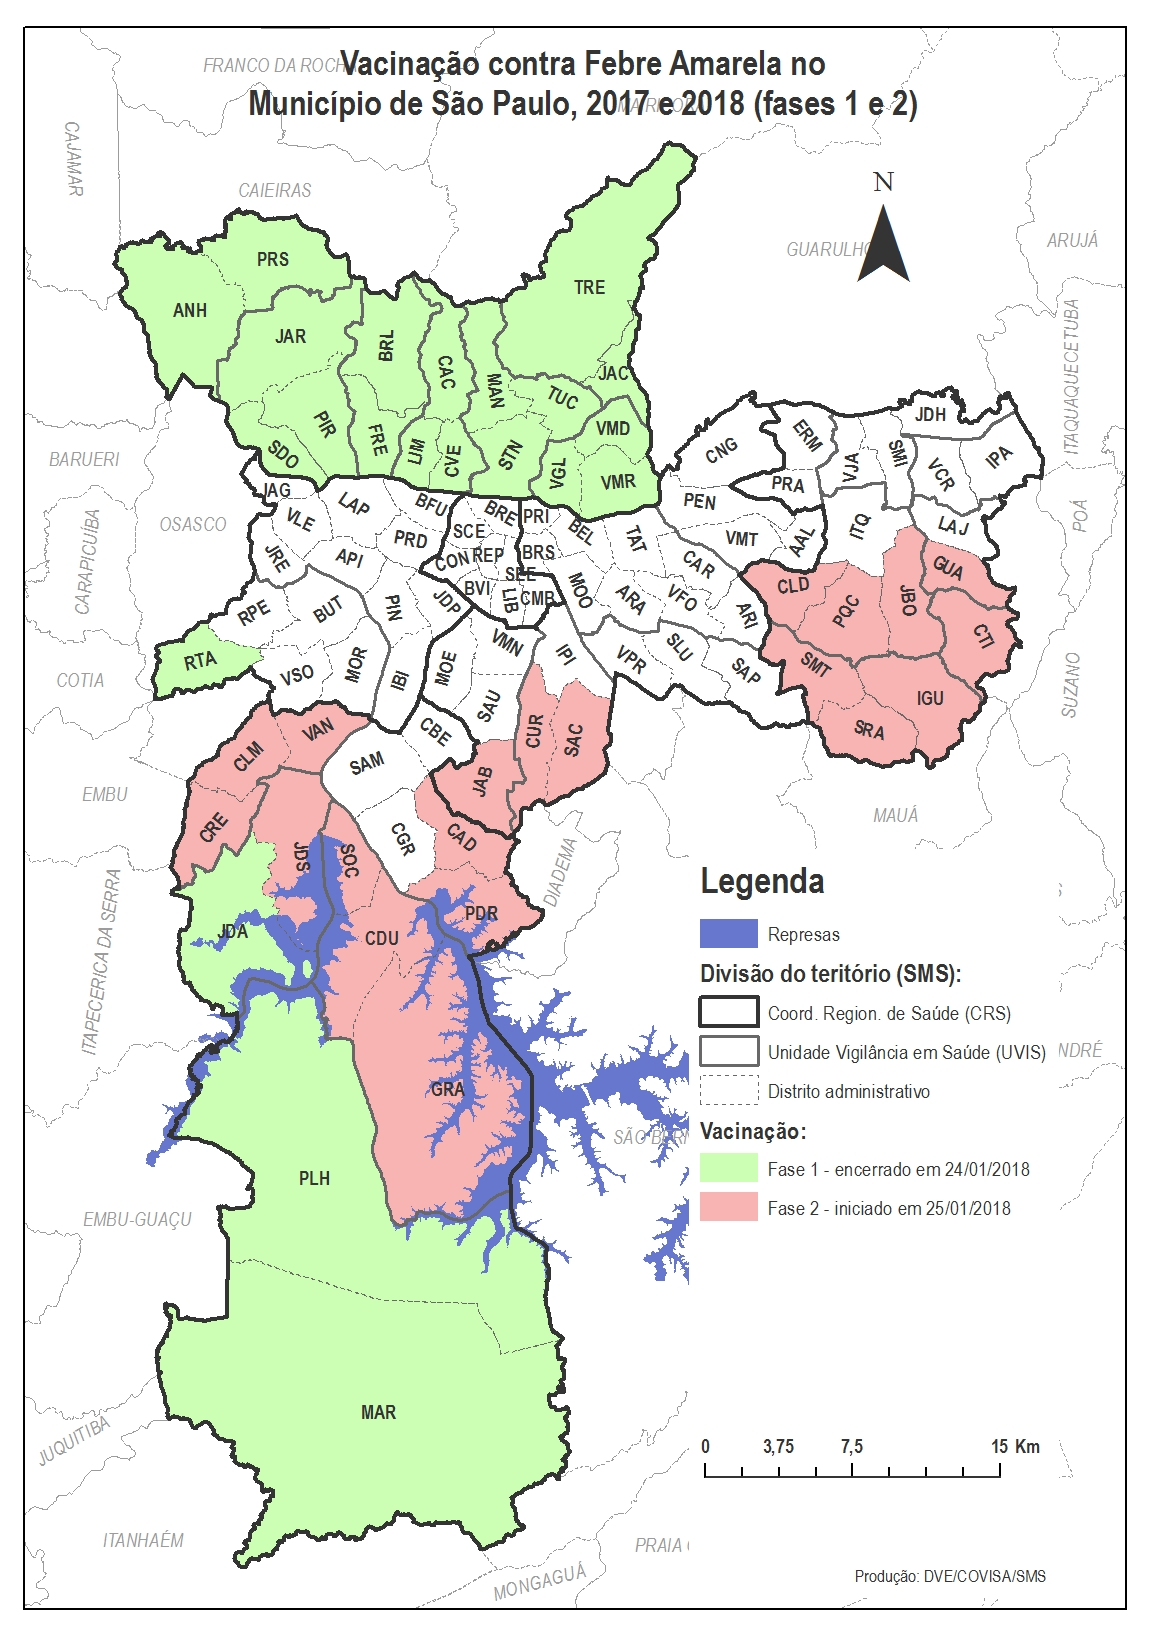 FRANCO DA ROCHA
Vacinação contra Febre Amarela no
Município de São Paulo, 2017 e 2018 (fases 1 e 2)
CAJAMAR
CAIEIRAS
N
GUARULHO
ARUJÁ
PRS
TRE
ANH
JAR
BRL
CAC
MAN
JAC
TUC
ITAQUAQUECETUBA
PIR
FRE
LIM
CVE
STN
VMD
SDO
VGL
VMR
BARUERI
CNG
ERM
JDH
VJA
SMI
VCR
IPA
PRA
JAG
LAP
BFU
BRE
PRI
PEN
LAJ
POÁ
OSASCO
VLE
PRD
SCE
BEL
TAT
VMT
AAL
ITQ
CARAPICUÍBA
JRE
API
CON
REP
BRS
CAR
GUA
SEE
CLD
BVI
LIB
CMB
MOO
ARA
VFO
JBO
RPE
BUT
PIN
JDP
ARI
PQC
CTI
RTA
VMN
IPI
VPR
SLU
SMT
COTIA
VSO
MOR
IBI
MOE
SAP
SUZANO
SAU
IGU
VAN
CBE
CUR
SAC
SRA
CLM
SAM
JAB
EMBU
MAUÁ
CRE
CGR
CAD
JDS
SOC
DIADEMA
Legenda
ITAPECERICA DA SERRA
JDA
CDU
PDR
Represas
Divisão do teritório (SMS):
Coord. Region. de Saúde (CRS)
Unidade Vigilância em Saúde (UVIS)
NDRÉ
GRA
Distrito administrativo
SÃO BERN
Vacinação:
PLH
Fase 1 - encerrado em 24/01/2018
EMBU-GUAÇU
Fase 2 - iniciado em 25/01/2018
MAR
JUQUITIBA
0 3,75 7,5 15 Km
ITANHAÉM
PRAIA
MONGAGUÁ
Produção: DVE/COVISA/SMS